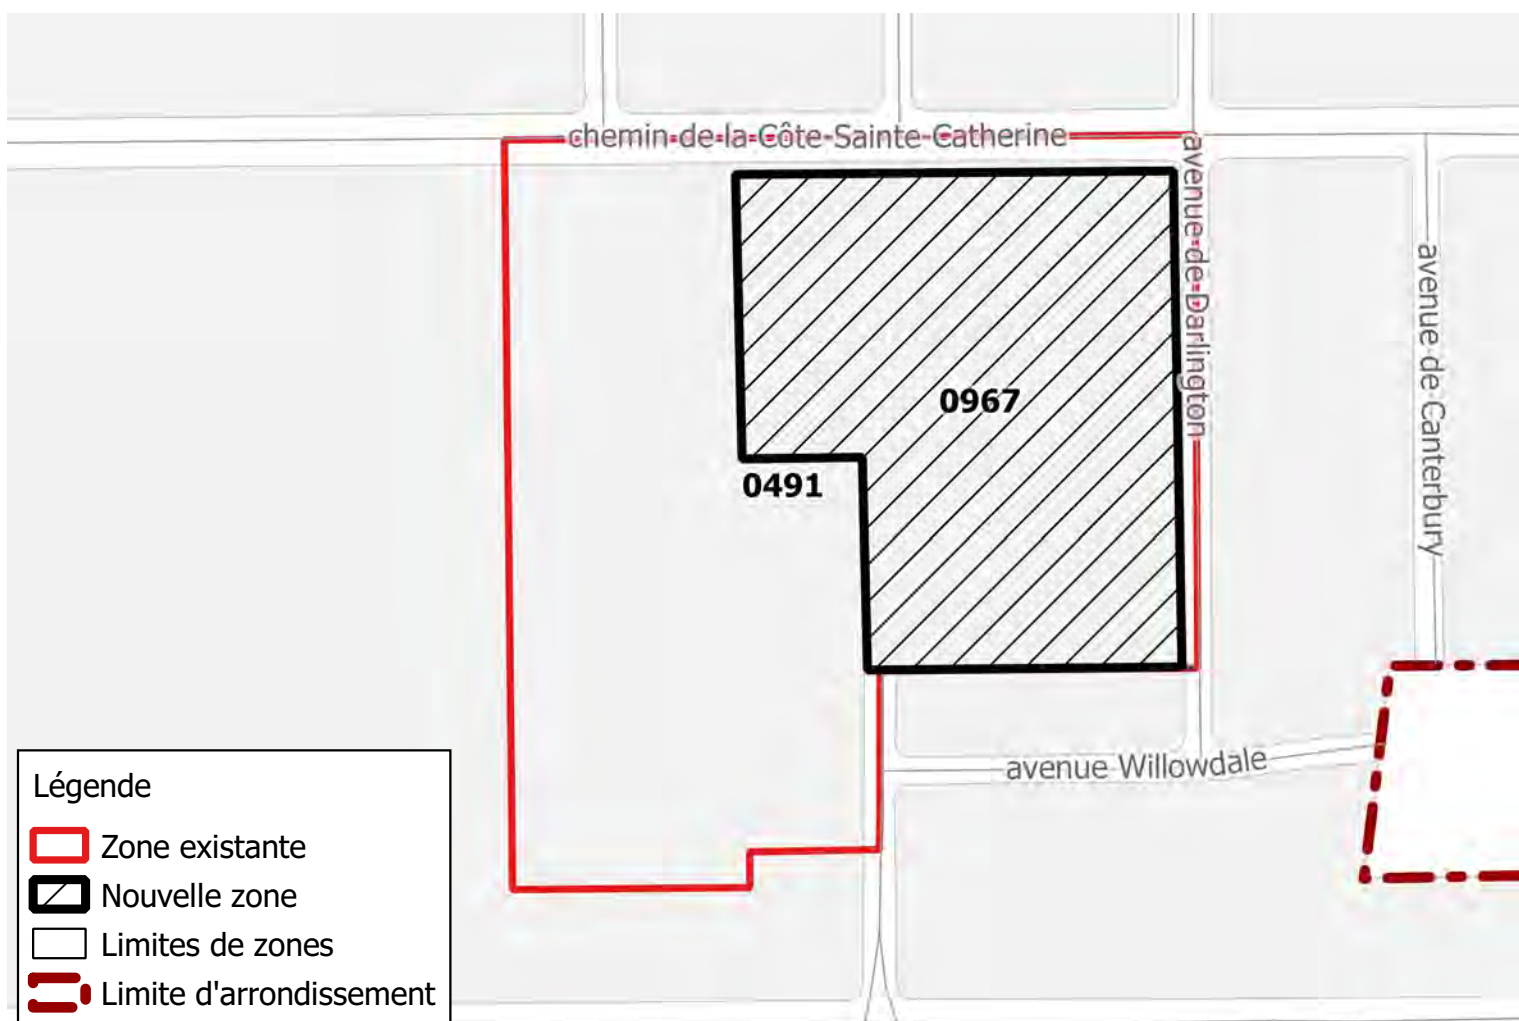 chemin de la Côte-Sainte-Catherine
avenue de Darlington
avenue de Canterbury
0967
0491
avenue Willowdale
Légende
Zone existante
Nouvelle zone
Limites de zones
Limite d'arrondissement